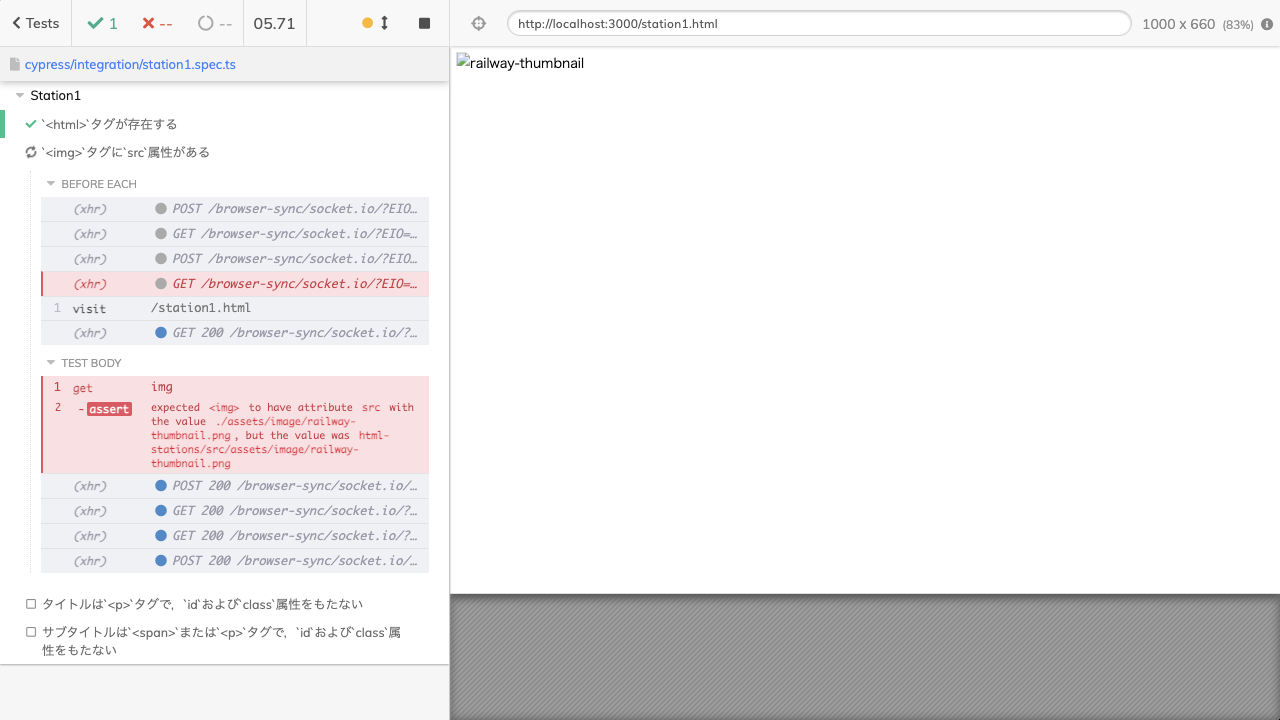 Tests
1
--
--
05.71
http://localhost:3000/station1.html
1000 x 660 (83%)
cypress/integration/station1.spec.ts
railway-thumbnail
Station1
`<html>`タグが存在する
`<img>`タグに`src`属性がある
BEFORE EACH
(xhr) POST /browser-sync/socket.io/?EIO…
(xhr) GET /browser-sync/socket.io/?EIO=…
(xhr) POST /browser-sync/socket.io/?EIO…
(xhr) GET /browser-sync/socket.io/?EIO=…
1 visit /station1.html
(xhr) GET 200 /browser-sync/socket.io/?…
TEST BODY
1 get img
2 -assert expected <img> to have attribute src with
the value ./assets/image/railway-
thumbnail.png, but the value was html-
stations/src/assets/image/railway-
thumbnail.png
(xhr) POST 200 /browser-sync/socket.io/…
(xhr) GET 200 /browser-sync/socket.io/?…
(xhr) GET 200 /browser-sync/socket.io/?…
(xhr) POST 200 /browser-sync/socket.io/…
タイトルは`<p>`タグで，`id`および`class`属性をもたない
サブタイトルは`<span>`または`<p>`タグで，`id`および`class`属
性をもたない